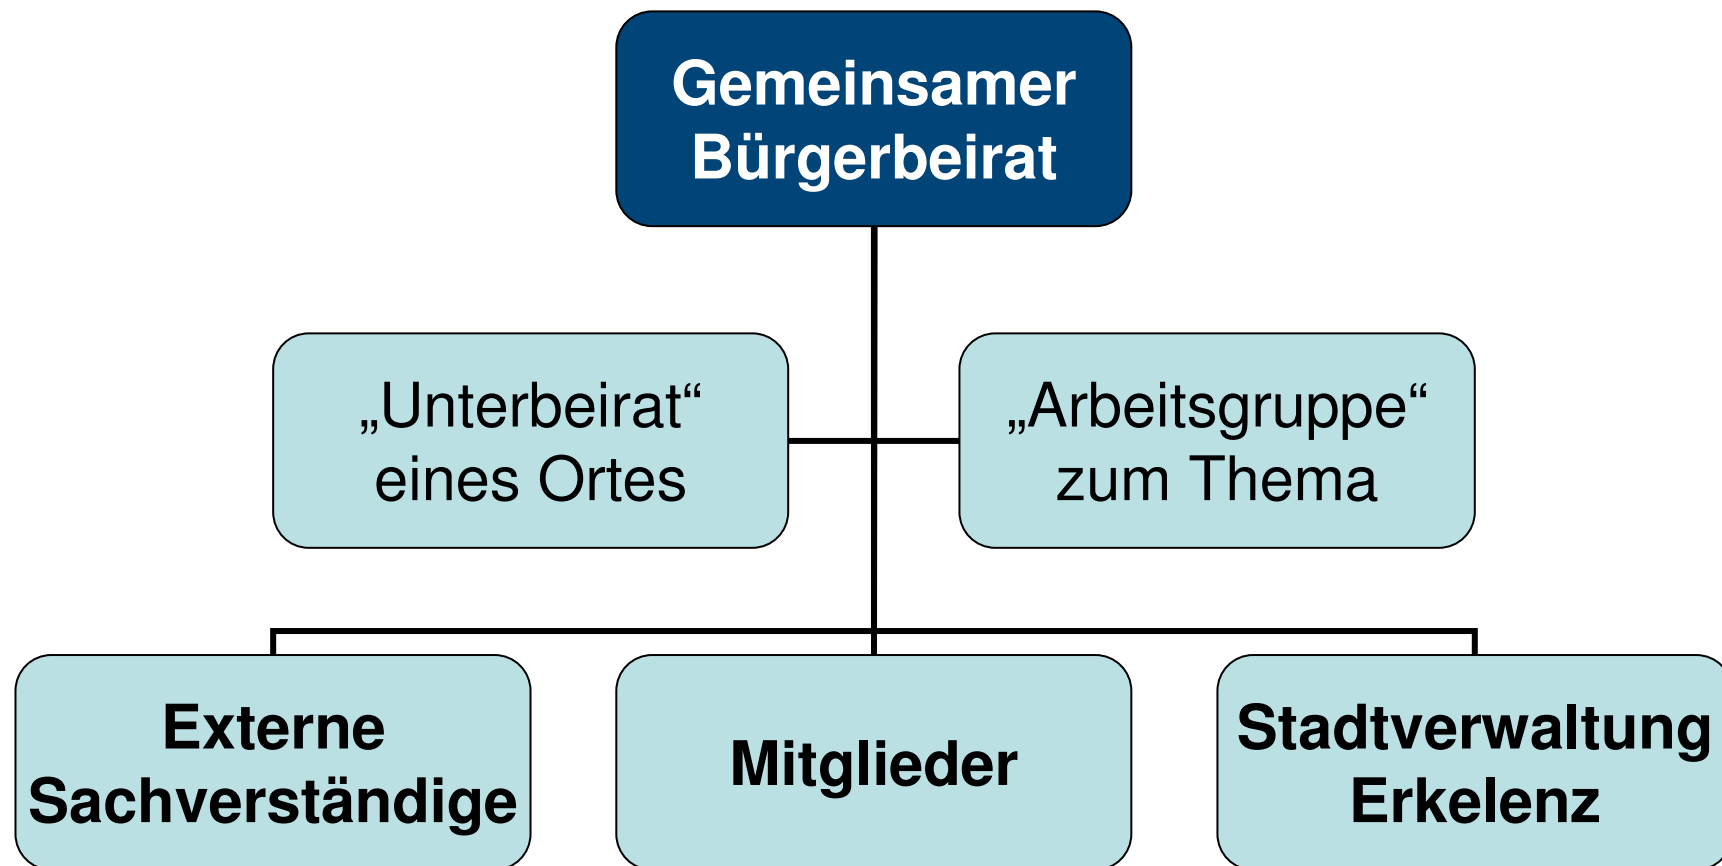 Gemeinsamer
Bürgerbeirat
„Unterbeirat“
eines Ortes
„Arbeitsgruppe“
zum Thema
Externe
Sachverständige
Mitglieder
Stadtverwaltung
Erkelenz